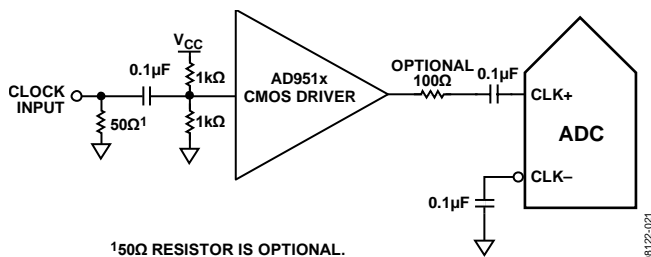 V_CC
0.1µF
1kΩ
CLOCK
INPUT
50Ω¹
1kΩ
AD951x
CMOS DRIVER
OPTIONAL
100Ω
0.1µF
CLK+
ADC
CLK–
0.1µF
¹50Ω RESISTOR IS OPTIONAL.
08122-021